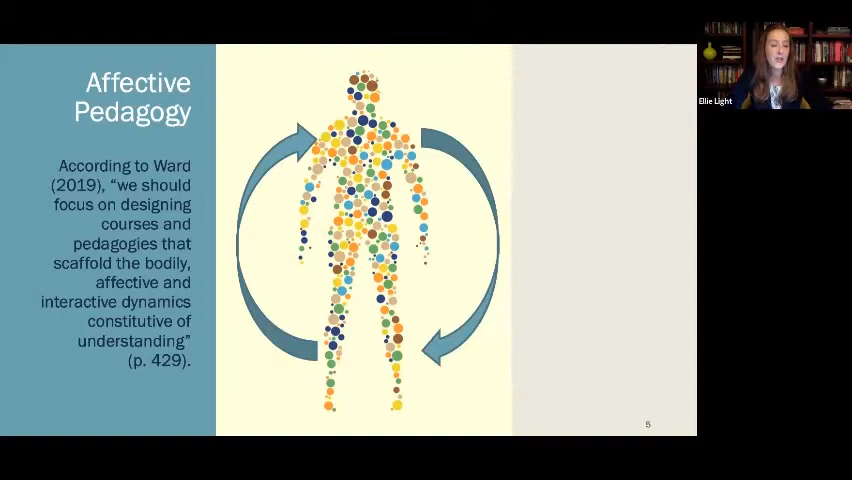 Affective
Pedagogy
According to Ward
(2019), “we should
focus on designing
courses and
pedagogies that
scaffold the bodily,
affective and
interactive dynamics
constitutive of
understanding”
(p. 429).
5
Ellie Light